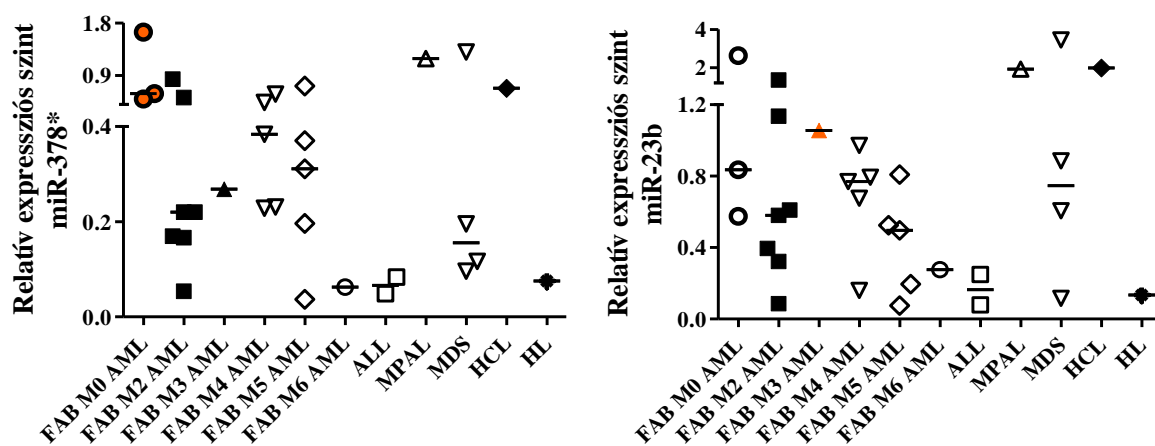 Relatív expressziós szint
miR-378*
1.8
0.9
0.4
0.2
0.0
FAB M0 AML
FAB M2 AML
FAB M3 AML
FAB M4 AML
FAB M5 AML
FAB M6 AML
ALL
MPAL
MDS
HCL
HL
Relatív expressziós szint
miR-23b
4
2
1.2
0.8
0.4
0.0
FAB M0 AML
FAB M2 AML
FAB M3 AML
FAB M4 AML
FAB M5 AML
FAB M6 AML
ALL
MPAL
MDS
HCL
HL